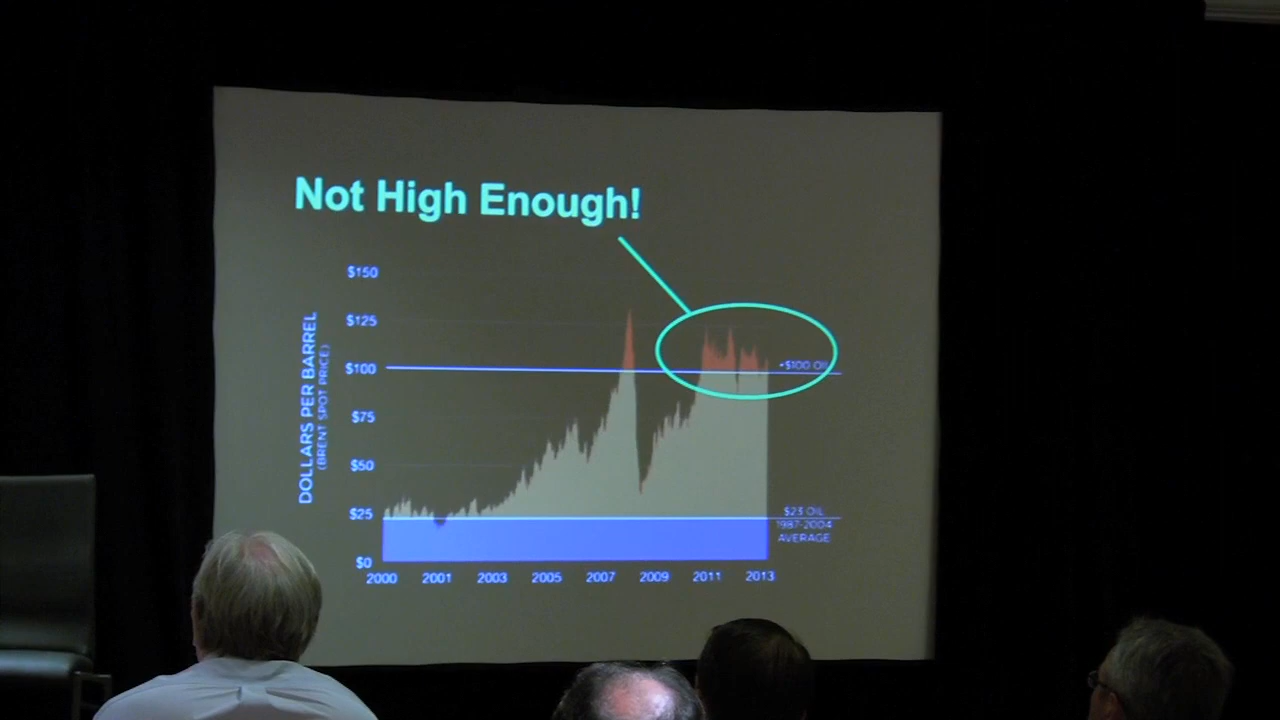 Not High Enough!
$150
$125
$100
$75
$50
$25
$0
DOLLARS PER BARREL
(BRENT SPOT PRICE)
+$100 OIL
$23 OIL
1987-2004
AVERAGE
2000 2001 2003 2005 2007 2009 2011 2013